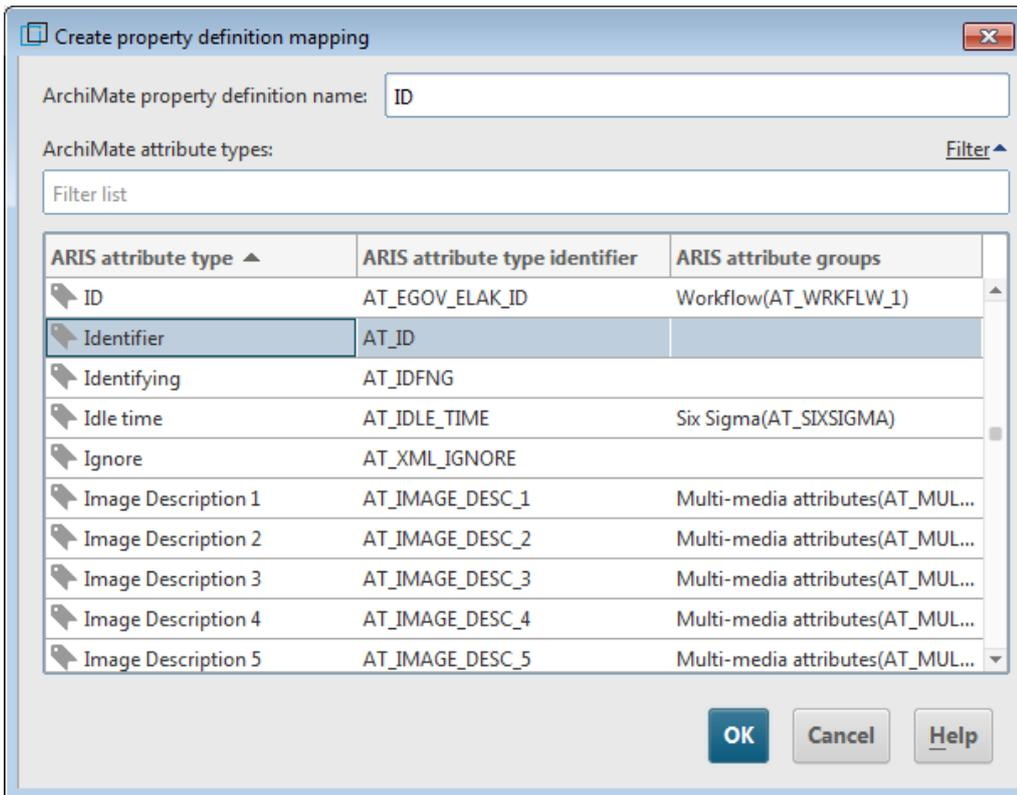 Create property definition mapping
ArchiMate property definition name: ID
ArchiMate attribute types: Filter
Filter list
ARIS attribute type ARIS attribute type identifier ARIS attribute groups
ID AT_EGOV_ELAK_ID Workflow(AT_WRKFLW_1)
Identifier AT_ID
Identifying AT_IDFNG
Idle time AT_IDLE_TIME Six Sigma(AT_SIXSIGMA)
Ignore AT_XML_IGNORE
Image Description 1 AT_IMAGE_DESC_1 Multi-media attributes(AT_MUL...
Image Description 2 AT_IMAGE_DESC_2 Multi-media attributes(AT_MUL...
Image Description 3 AT_IMAGE_DESC_3 Multi-media attributes(AT_MUL...
Image Description 4 AT_IMAGE_DESC_4 Multi-media attributes(AT_MUL...
Image Description 5 AT_IMAGE_DESC_5 Multi-media attributes(AT_MUL...
OK Cancel Help